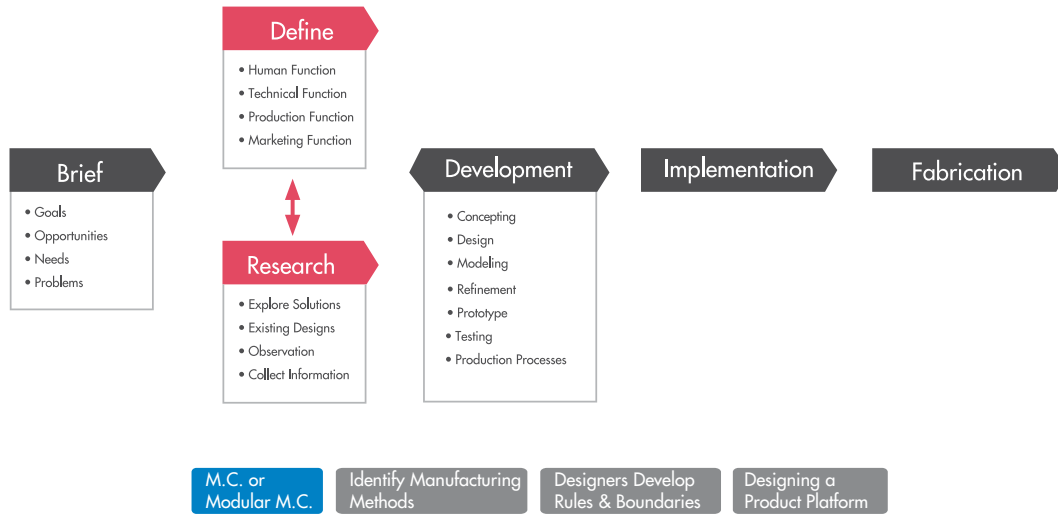 Brief
• Goals
• Opportunities
• Needs
• Problems
Define
• Human Function
• Technical Function
• Production Function
• Marketing Function
Research
• Explore Solutions
• Existing Designs
• Observation
• Collect Information
Development
• Concepting
• Design
• Modeling
• Refinement
• Prototype
• Testing
• Production Processes
Implementation
Fabrication
M.C. or
Modular M.C.
Identify Manufacturing
Methods
Designers Develop
Rules & Boundaries
Designing a
Product Platform